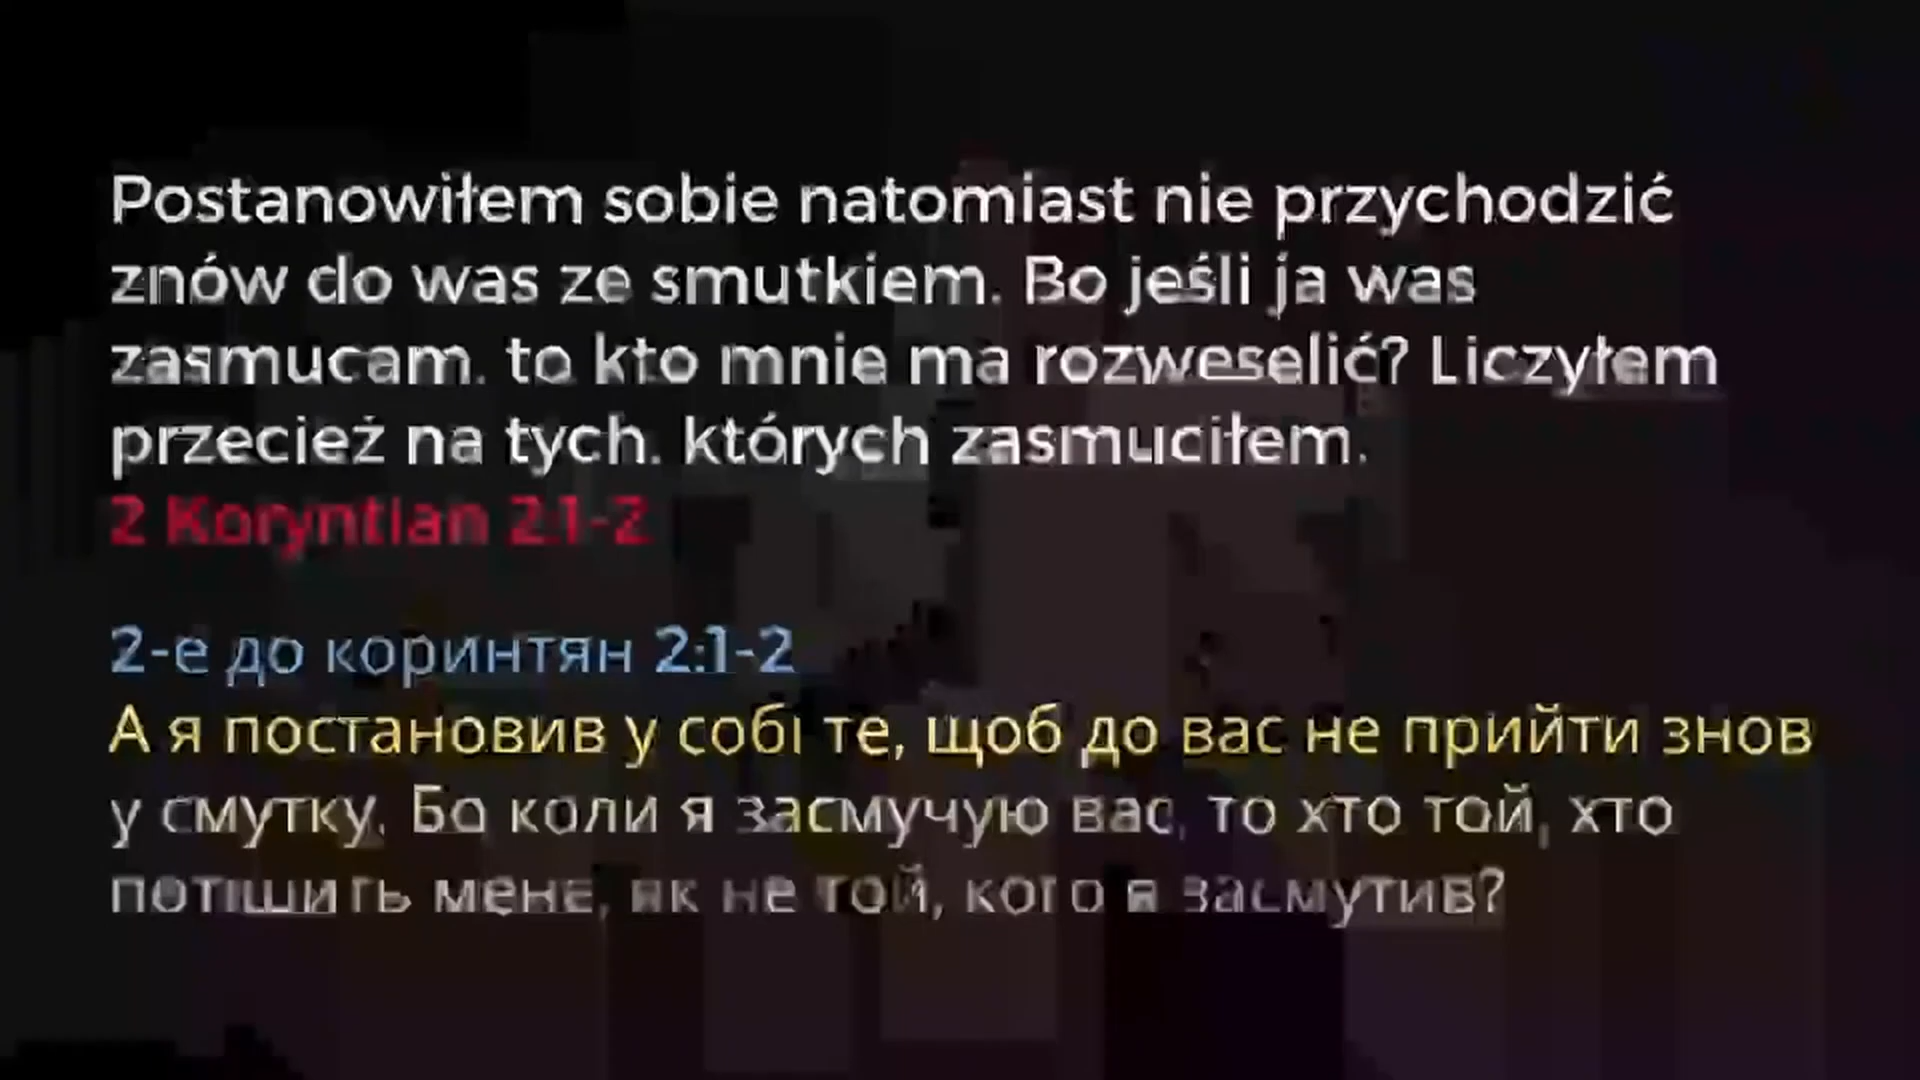 Postanowiłem sobie natomiast nie przychodzić
znów do was ze smutkiem. Bo jeśli ja was
zasmucam, to kto mnie ma rozweselić? Liczyłem
przecież na tych, których zasmuciłem.
2 Koryntian 2:1-2
2-е до коринтян 2:1-2
А я постановив у собі те, щоб до вас не прийти знов
у смутку. Бо коли я засмучую вас, то хто той, хто
потішить мене, як не той, кого я засмутив?